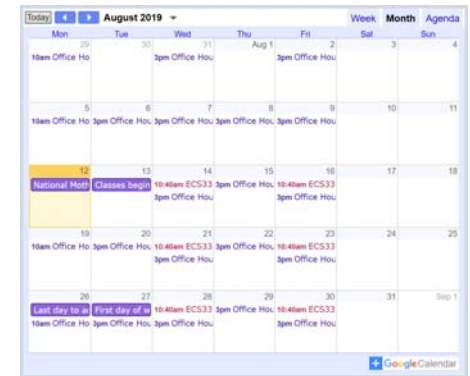 Today August 2019 Week Month Agenda
Mon Tue Wed Thu Fri Sat Sun
29 30 31 Aug 1 2 3 4
10am Office Ho 3pm Office Hou 3pm Office Hou
5 6 7 8 9 10 11
10am Office Ho 3pm Office Hou 3pm Office Hou 3pm Office Hou 3pm Office Hou
12 13 14 15 16 17 18
National Moth Classes begin 10:40am ECS33 3pm Office Hou 10:40am ECS33
3pm Office Hou 3pm Office Hou
19 20 21 22 23 24 25
10am Office Ho 3pm Office Hou 10:40am ECS33 3pm Office Hou 10:40am ECS33
3pm Office Hou 3pm Office Hou
26 27 28 29 30 31 Sep 1
Last day to ad First day of w 10:40am ECS33 3pm Office Hou 10:40am ECS33
10am Office Ho 3pm Office Hou 3pm Office Hou 3pm Office Hou
Google Calendar